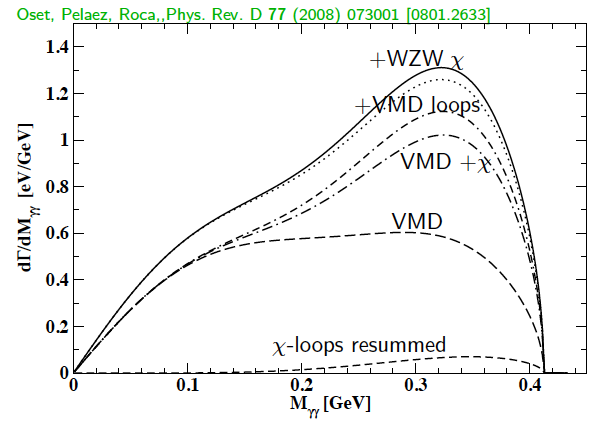 Oset, Pelaez, Roca,,Phys. Rev. D 77 (2008) 073001 [0801.2633]
1.4
1.2
1
0.8
0.6
0.4
0.2
0
dΓ/dMγγ [eV/GeV]
+WZW χ
+VMD loops
VMD +χ
VMD
χ-loops resummed
0
0.1
0.2
0.3
0.4
Mγγ [GeV]